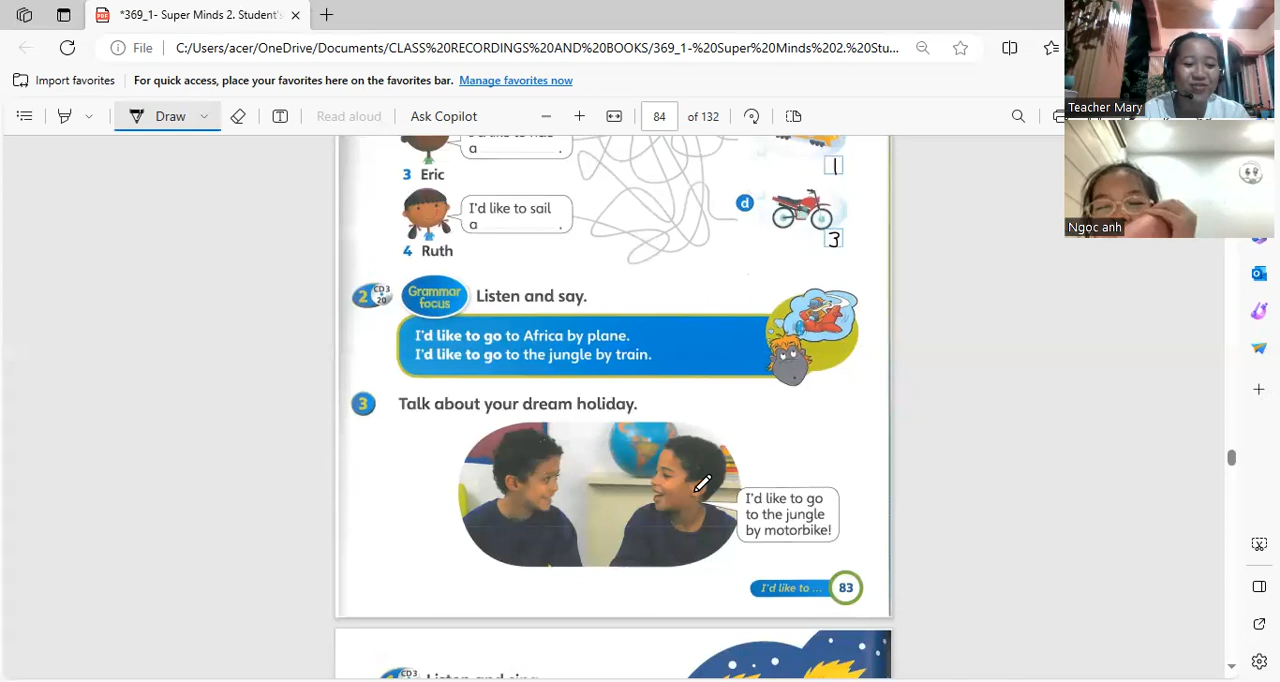 *369_1- Super Minds 2. Student's
File
C:/Users/acer/OneDrive/Documents/CLASS%20RECORDINGS%20AND%20BOOKS/369_1-%20Super%20Minds%202.%20Stu...
Import favorites
For quick access, place your favorites here on the favorites bar. Manage favorites now
Draw
Read aloud
Ask Copilot
84 of 132
Teacher Mary
Ngoc anh
a .
3 Eric
1
I'd like to sail
a .
d
3
4 Ruth
2 CD3 20 Grammar focus Listen and say.
I'd like to go to Africa by plane.
I'd like to go to the jungle by train.
3 Talk about your dream holiday.
I'd like to go
to the jungle
by motorbike!
I'd like to ... 83
CD3
Listen and sing